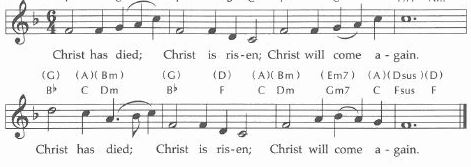 Christ has died; Christ is ris-en; Christ will come a-gain.
(G) (A)(Bm) (G) (D) (A)(Bm) (Em7) (A)(Dsus)(D)
B♭ C Dm B♭ F C Dm Gm7 C Fsus F
Christ has died; Christ is ris-en; Christ will come a-gain.